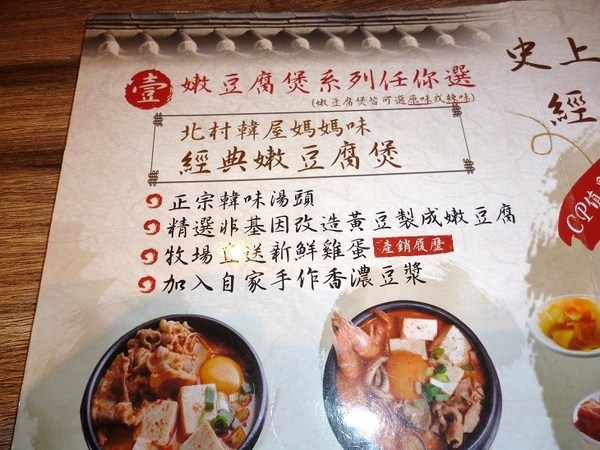 壹 嫩豆腐煲系列任你選
(嫩豆腐煲皆可選原味或辣味)
北村韓屋媽媽味
經典嫩豆腐煲
正宗韓味湯頭
精選非基因改造黃豆製成嫩豆腐
牧場直送新鮮雞蛋 產銷履歷
加入自家手作香濃豆漿
史上
經
CP值